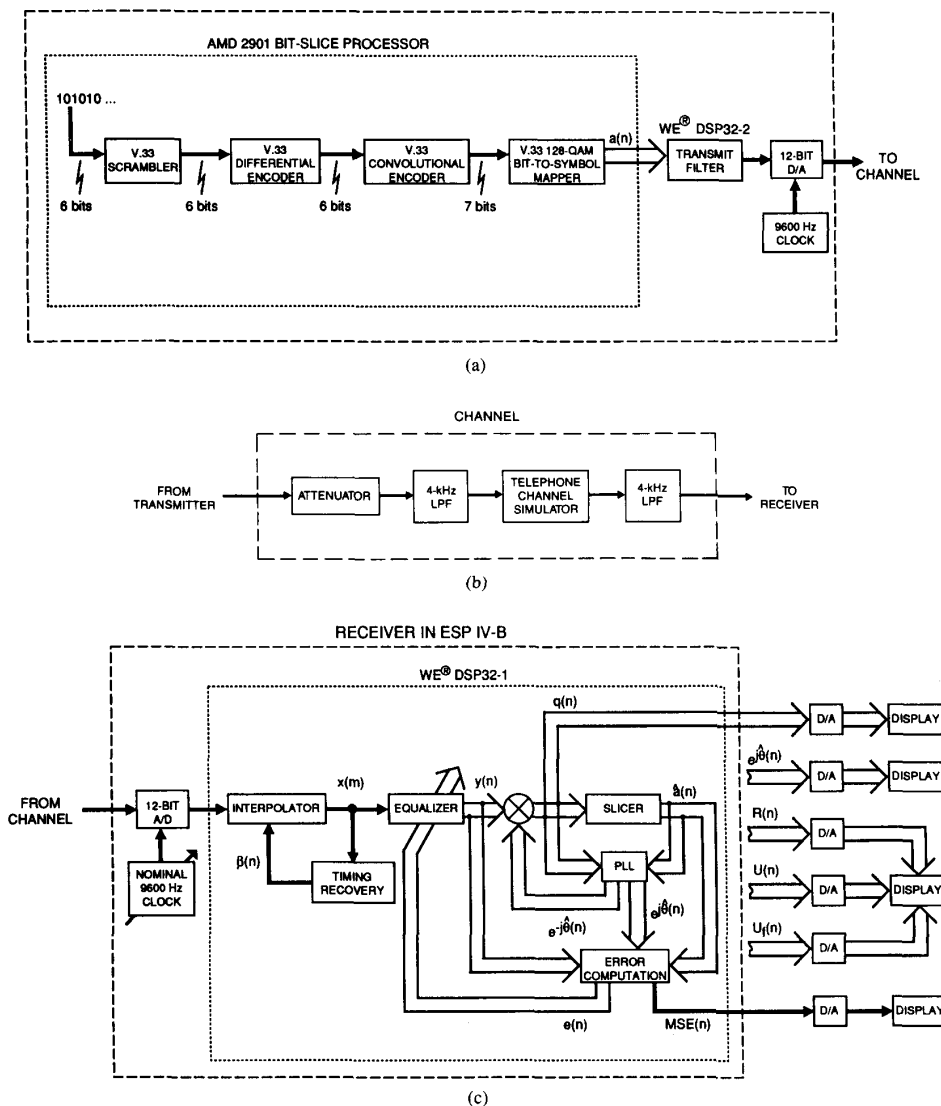 AMD 2901 BIT-SLICE PROCESSOR
101010 ...
V.33
SCRAMBLER
V.33
DIFFERENTIAL
ENCODER
V.33
CONVOLUTIONAL
ENCODER
V.33 128-QAM
BIT-TO-SYMBOL
MAPPER
a(n)
WE® DSP32-2
TRANSMIT
FILTER
12-BIT
D/A
TO
CHANNEL
6 bits
6 bits
6 bits
7 bits
9600 Hz
CLOCK
(a)
CHANNEL
FROM
TRANSMITTER
ATTENUATOR
4-kHz
LPF
TELEPHONE
CHANNEL
SIMULATOR
4-kHz
LPF
TO
RECEIVER
(b)
RECEIVER IN ESP IV-B
WE® DSP32-1
q(n)
D/A
DISPLAY
e^jθ̂(n)
D/A
DISPLAY
FROM
CHANNEL
12-BIT
A/D
INTERPOLATOR
x(m)
EQUALIZER
y(n)
SLICER
â(n)
R(n)
D/A
NOMINAL
9600 Hz
CLOCK
β(n)
TIMING
RECOVERY
PLL
U(n)
D/A
DISPLAY
e^-jθ̂(n)
e^jθ̂(n)
U_f(n)
D/A
ERROR
COMPUTATION
e(n)
MSE(n)
D/A
DISPLAY
(c)